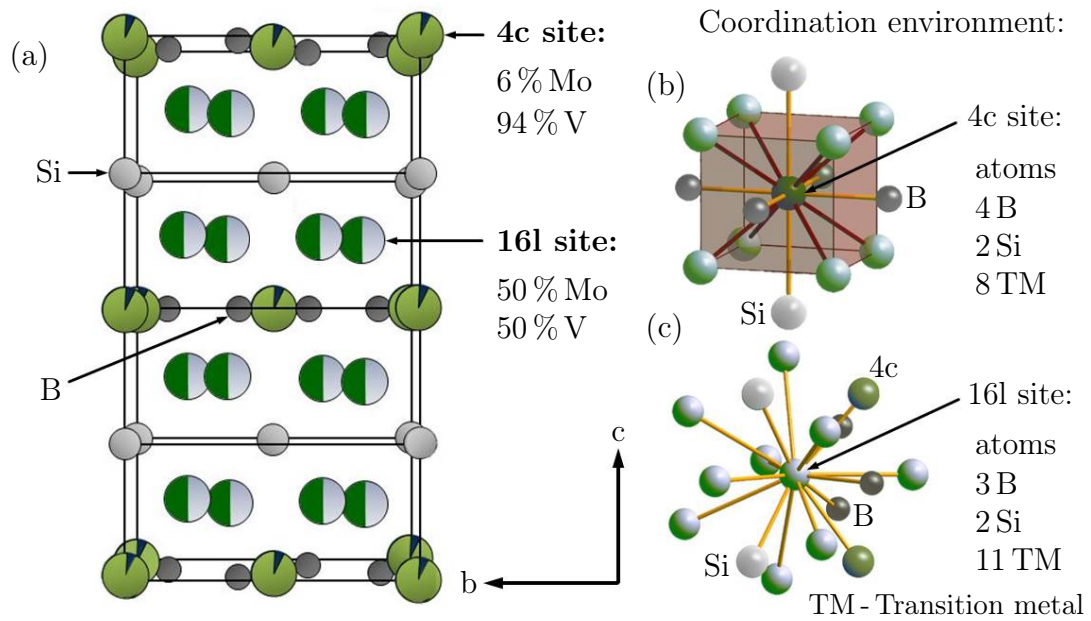 (a)
4c site:
6 % Mo
94 % V
Si
16l site:
50 % Mo
50 % V
B
c
b
Coordination environment:
(b)
4c site:
atoms
4 B
2 Si
8 TM
B
Si
(c)
4c
16l site:
atoms
3 B
2 Si
11 TM
B
Si
TM - Transition metal